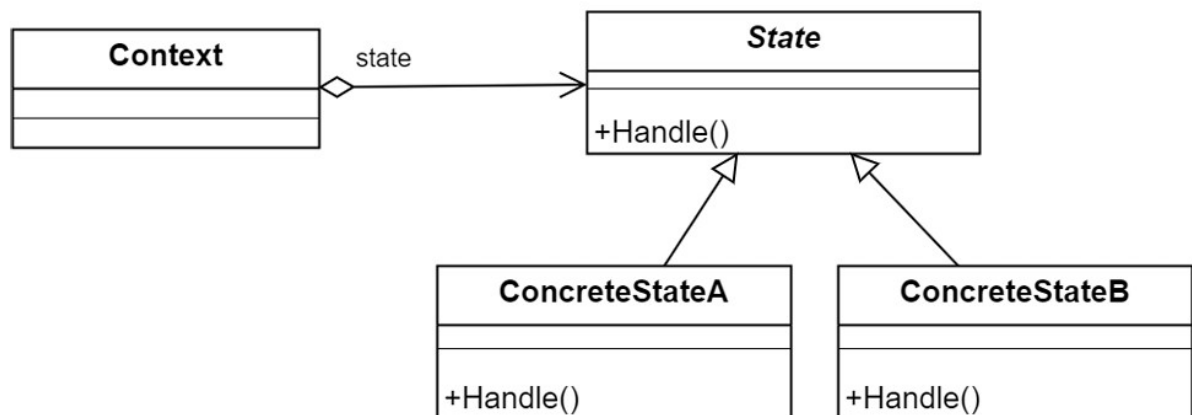 Context
state
State
+Handle()
ConcreteStateA
+Handle()
ConcreteStateB
+Handle()